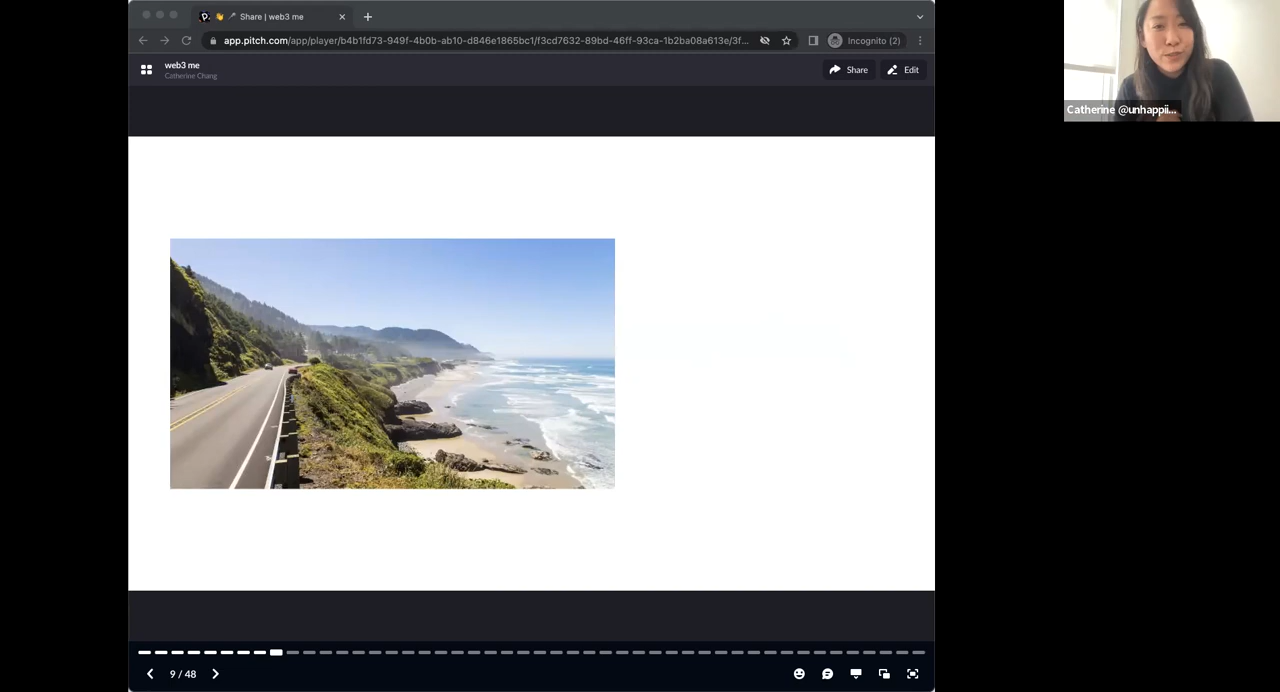 Share | web3 me
app.pitch.com/app/player/b4b1fd73-949f-4b0b-ab10-d846e1865bc1/f3cd7632-89bd-46ff-93ca-1b2ba08a613e/3f...
Incognito (2)
web3 me
Catherine Chang
Share
Edit
Catherine @unhappii...
9 / 48